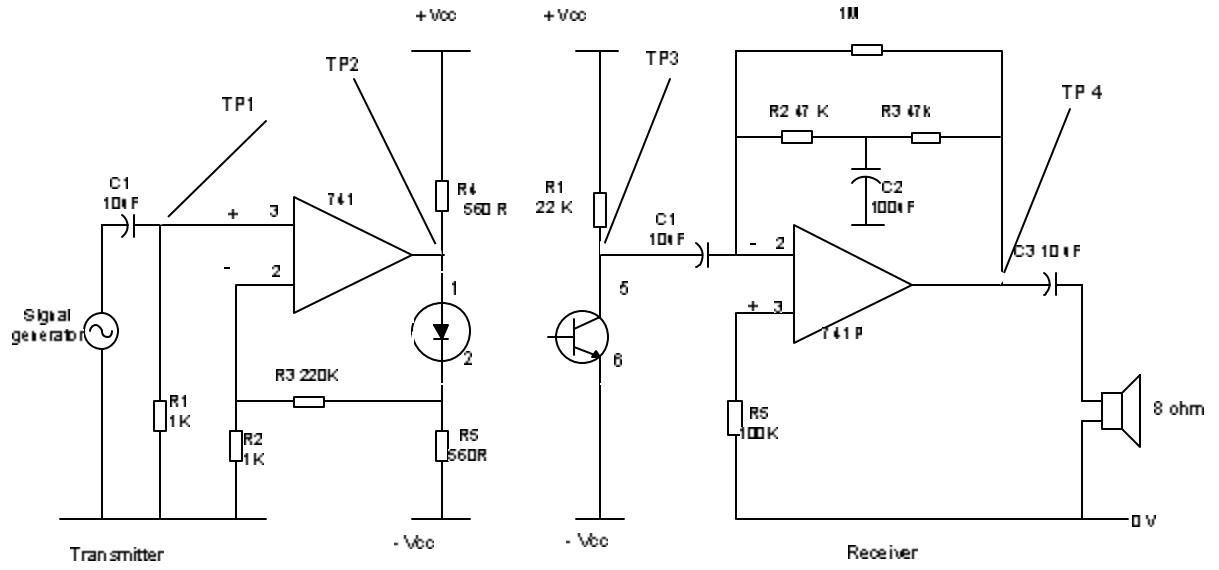 + Vcc
+ Vcc
1M
TP2
TP3
TP1
TP 4
R2 47 K
R3 47k
C1
10uF
+
3
741
R4
560 R
R1
22 K
C1
10uF
C2
100uF
-
2
-
2
C3 10uF
1
5
+
3
Signal
generator
2
6
741P
R3 220K
R1
1K
R2
1K
R5
560R
R5
100K
8 ohm
0V
Transmitter
- Vcc
- Vcc
Receiver